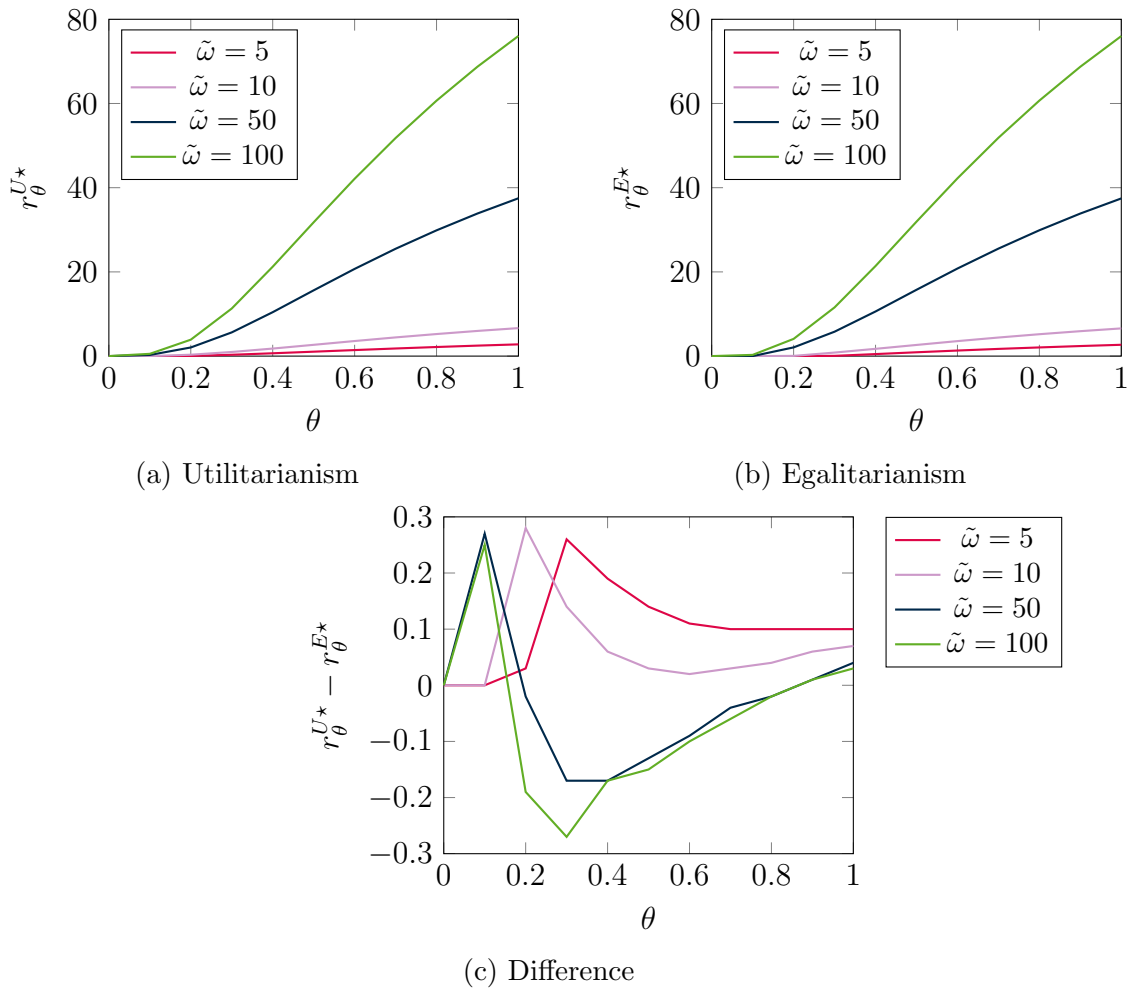 80
60
40
20
0
0 0.2 0.4 0.6 0.8 1
r_θ^{U⋆}
θ
ω̃ = 5
ω̃ = 10
ω̃ = 50
ω̃ = 100
(a) Utilitarianism
80
60
40
20
0
0 0.2 0.4 0.6 0.8 1
r_θ^{E⋆}
θ
ω̃ = 5
ω̃ = 10
ω̃ = 50
ω̃ = 100
(b) Egalitarianism
0.3
0.2
0.1
0
−0.1
−0.2
−0.3
0 0.2 0.4 0.6 0.8 1
r_θ^{U⋆} − r_θ^{E⋆}
θ
ω̃ = 5
ω̃ = 10
ω̃ = 50
ω̃ = 100
(c) Difference